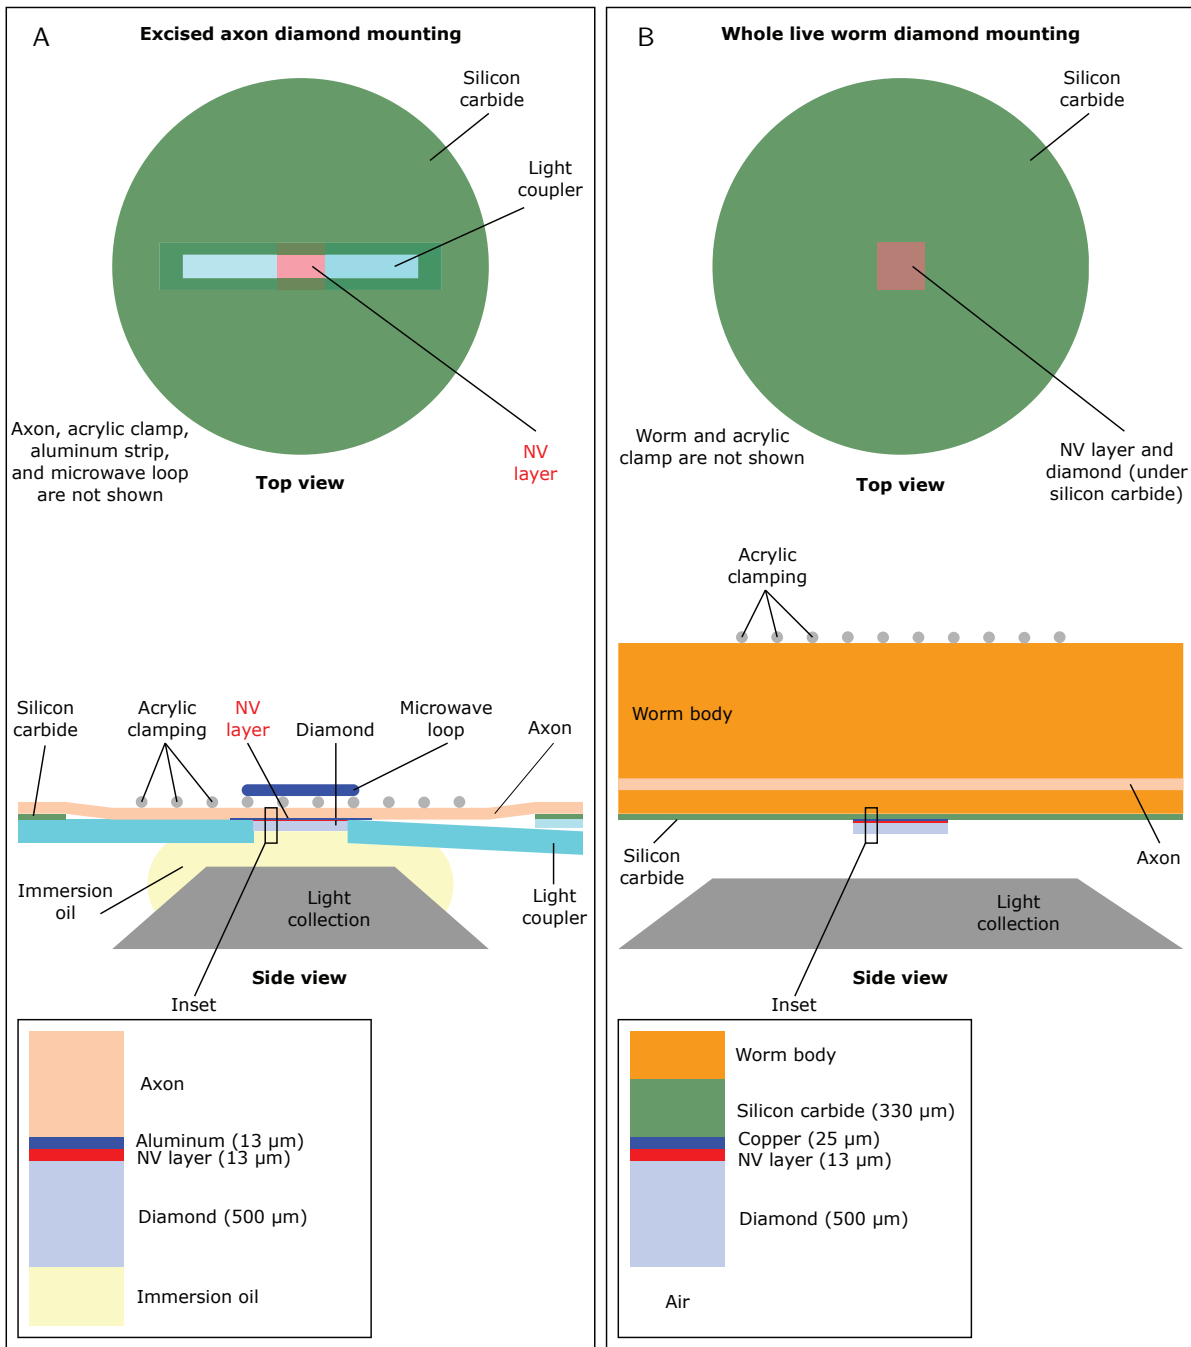 A
Excised axon diamond mounting
Silicon
carbide
Light
coupler
Axon, acrylic clamp,
aluminum strip,
and microwave loop
are not shown
NV
layer
Top view
Silicon
carbide
Acrylic
clamping
NV
layer
Diamond
Microwave
loop
Axon
Immersion
oil
Light
collection
Light
coupler
Side view
Inset
Axon
Aluminum (13 µm)
NV layer (13 µm)
Diamond (500 µm)
Immersion oil
B
Whole live worm diamond mounting
Silicon
carbide
Worm and acrylic
clamp are not shown
NV layer and
diamond (under
silicon carbide)
Top view
Acrylic
clamping
Worm body
Silicon
carbide
Axon
Light
collection
Side view
Inset
Worm body
Silicon carbide (330 µm)
Copper (25 µm)
NV layer (13 µm)
Diamond (500 µm)
Air